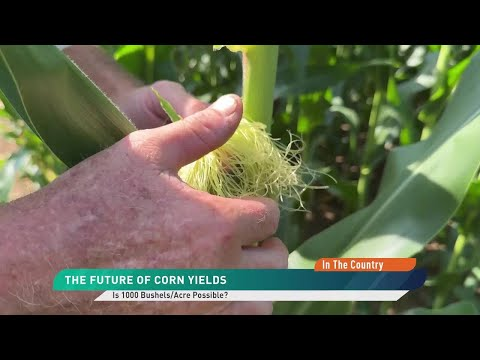 In The Country
THE FUTURE OF CORN YIELDS
Is 1000 Bushels/Acre Possible?